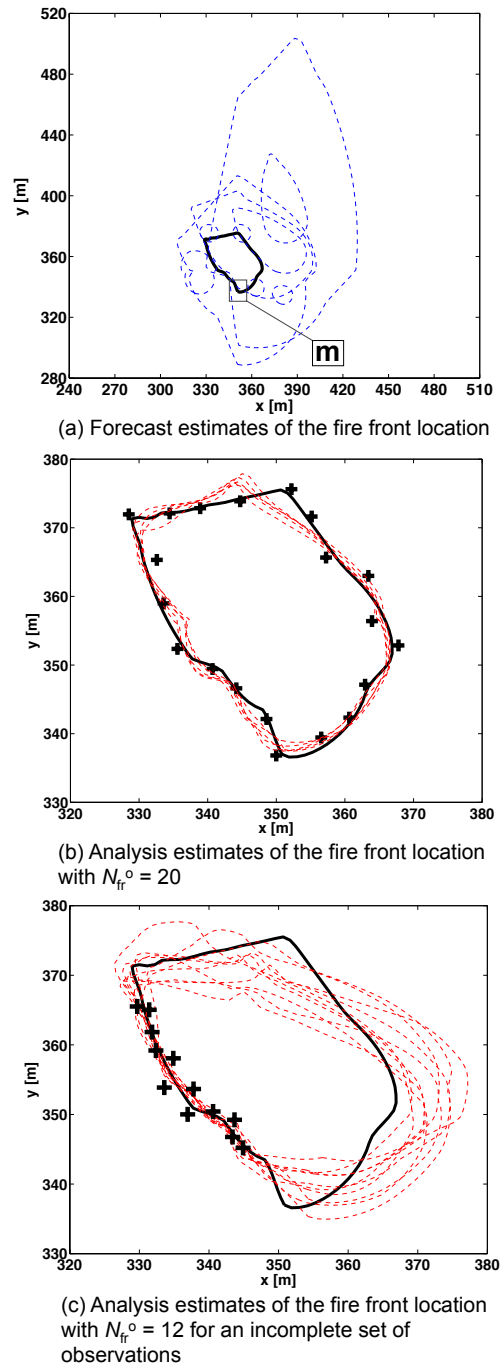 520
480
440
400
360
320
280
y [m]
m
240 270 300 330 360 390 420 450 480 510
x [m]
(a) Forecast estimates of the fire front location
380
370
360
350
340
330
y [m]
320 330 340 350 360 370 380
x [m]
(b) Analysis estimates of the fire front location
with N_fr^o = 20
380
370
360
350
340
330
y [m]
320 330 340 350 360 370 380
x [m]
(c) Analysis estimates of the fire front location
with N_fr^o = 12 for an incomplete set of
observations